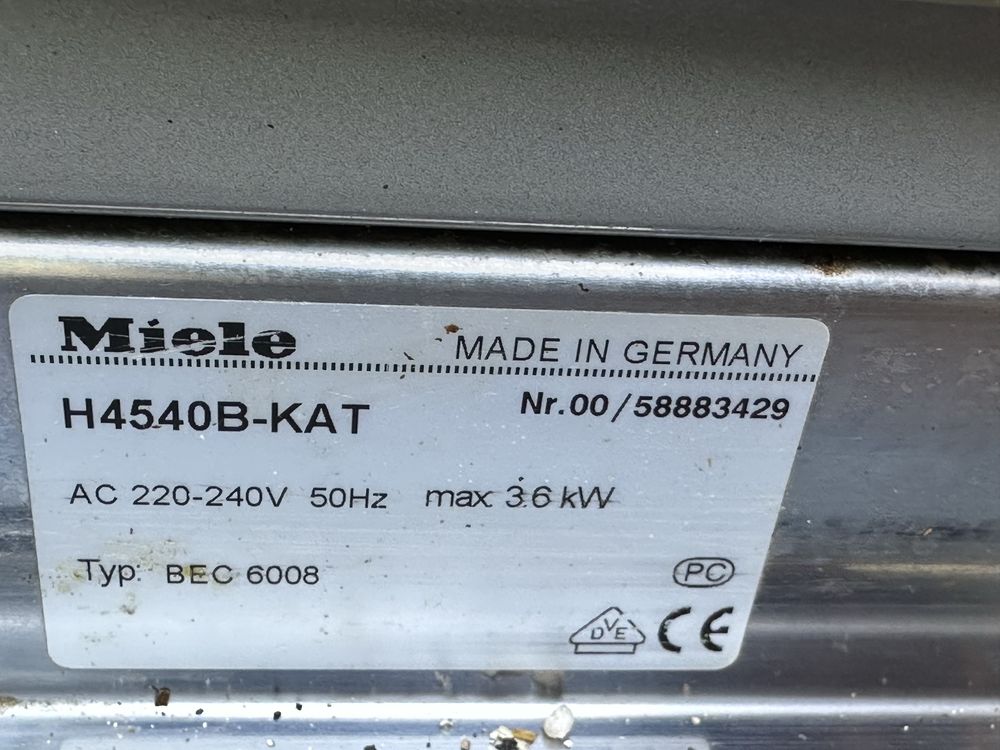 Miele
MADE IN GERMANY
H4540B-KAT
Nr.00/58883429
AC 220-240V 50Hz max 3.6 kW
Typ: BEC 6008
PC
DVE
CE